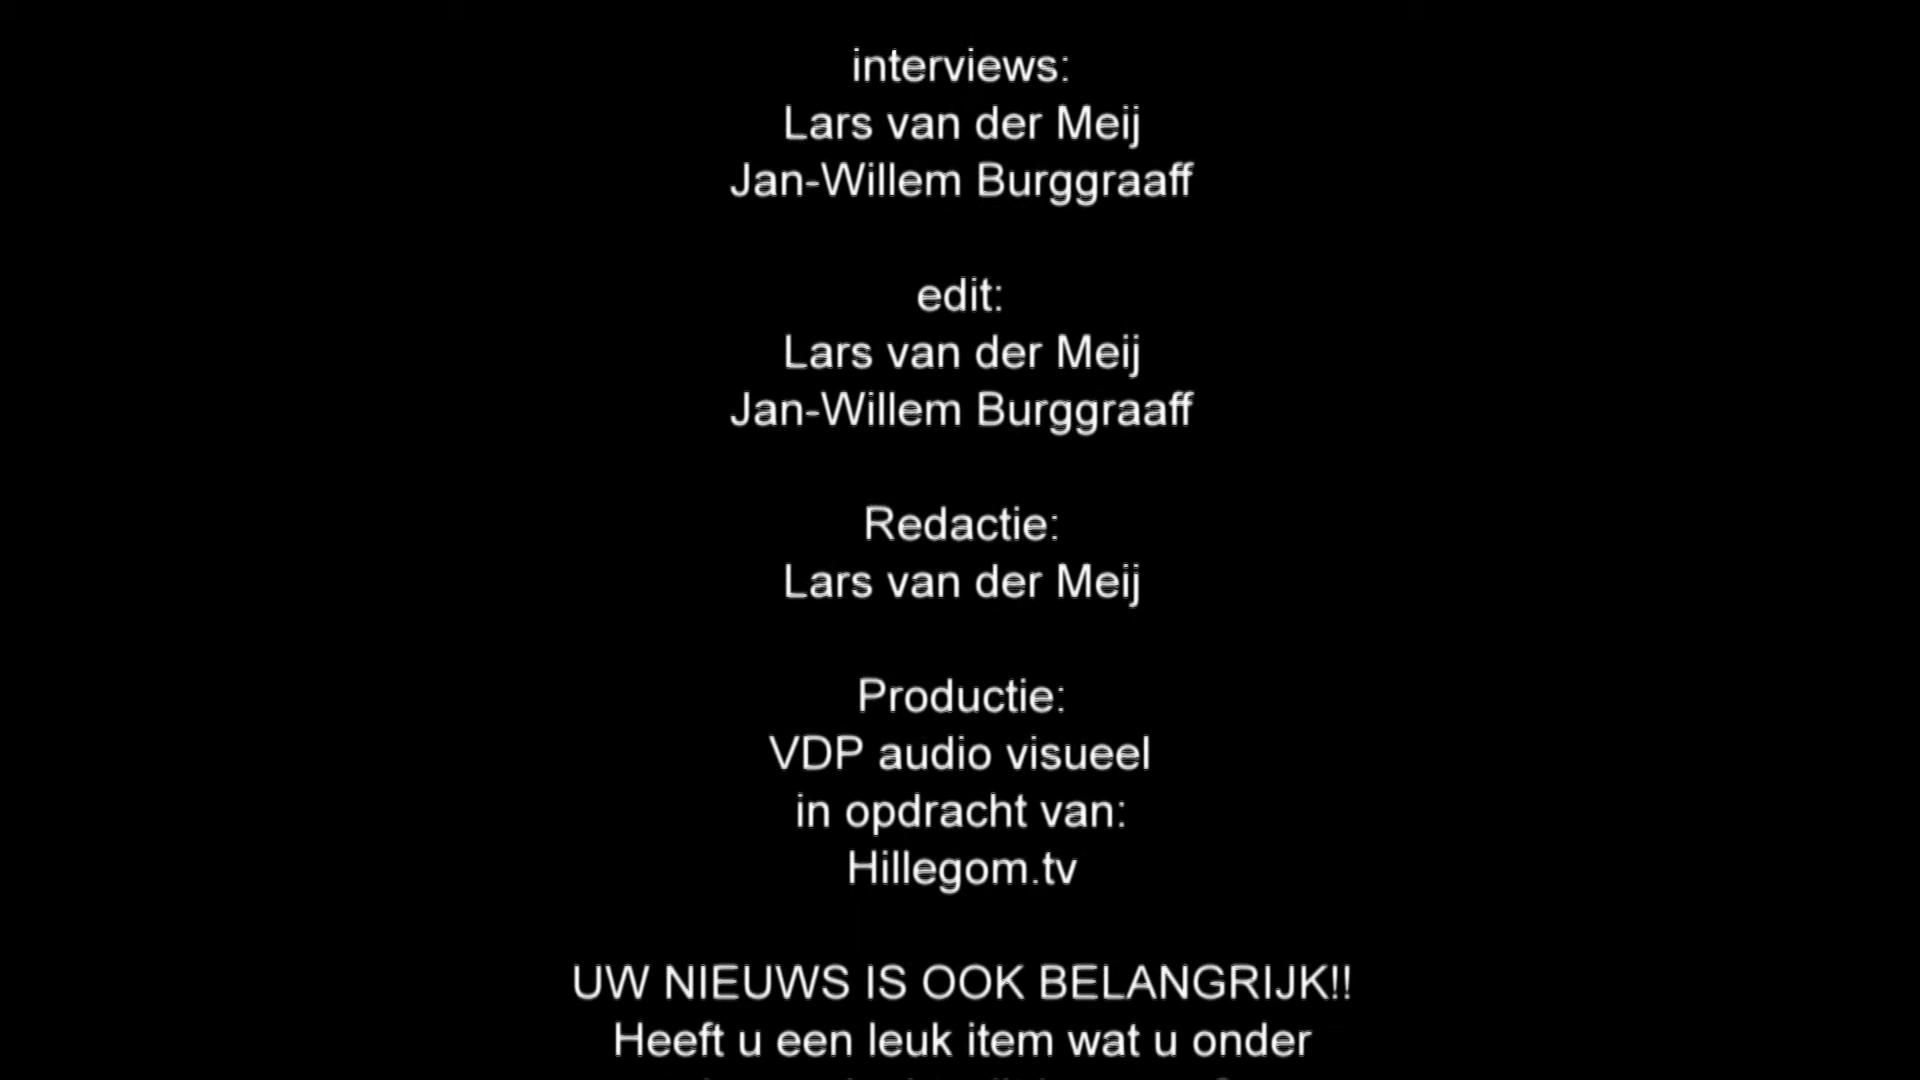 interviews:
Lars van der Meij
Jan-Willem Burggraaff
edit:
Lars van der Meij
Jan-Willem Burggraaff
Redactie:
Lars van der Meij
Productie:
VDP audio visueel
in opdracht van:
Hillegom.tv
UW NIEUWS IS OOK BELANGRIJK!!
Heeft u een leuk item wat u onder